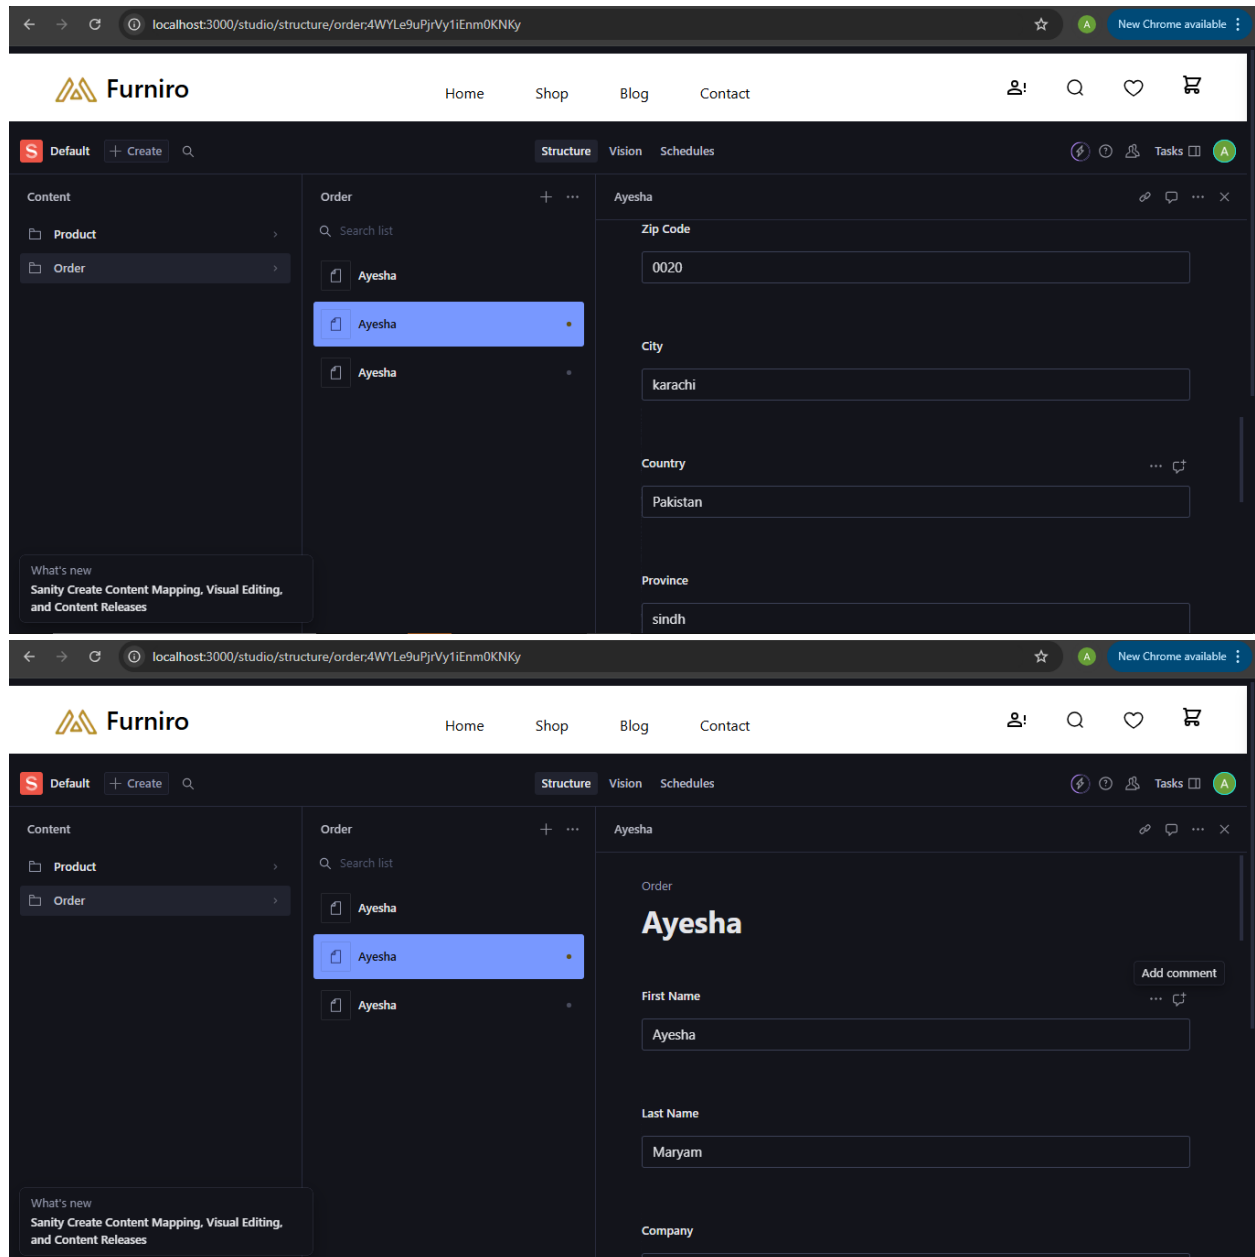 localhost:3000/studio/structure/order;4WYLe9uPjrVy1iEnm0KNKy
A
New Chrome available
Furniro
Home Shop Blog Contact
S Default + Create
Structure Vision Schedules
Tasks A
Content
Product
Order
Order
Search list
Ayesha
Ayesha
Ayesha
Ayesha
Zip Code
0020
City
karachi
Country
Pakistan
Province
sindh
What's new
Sanity Create Content Mapping, Visual Editing,
and Content Releases
localhost:3000/studio/structure/order;4WYLe9uPjrVy1iEnm0KNKy
A
New Chrome available
Furniro
Home Shop Blog Contact
S Default + Create
Structure Vision Schedules
Tasks A
Content
Product
Order
Order
Search list
Ayesha
Ayesha
Ayesha
Ayesha
Order
Ayesha
Add comment
First Name
Ayesha
Last Name
Maryam
Company
What's new
Sanity Create Content Mapping, Visual Editing,
and Content Releases